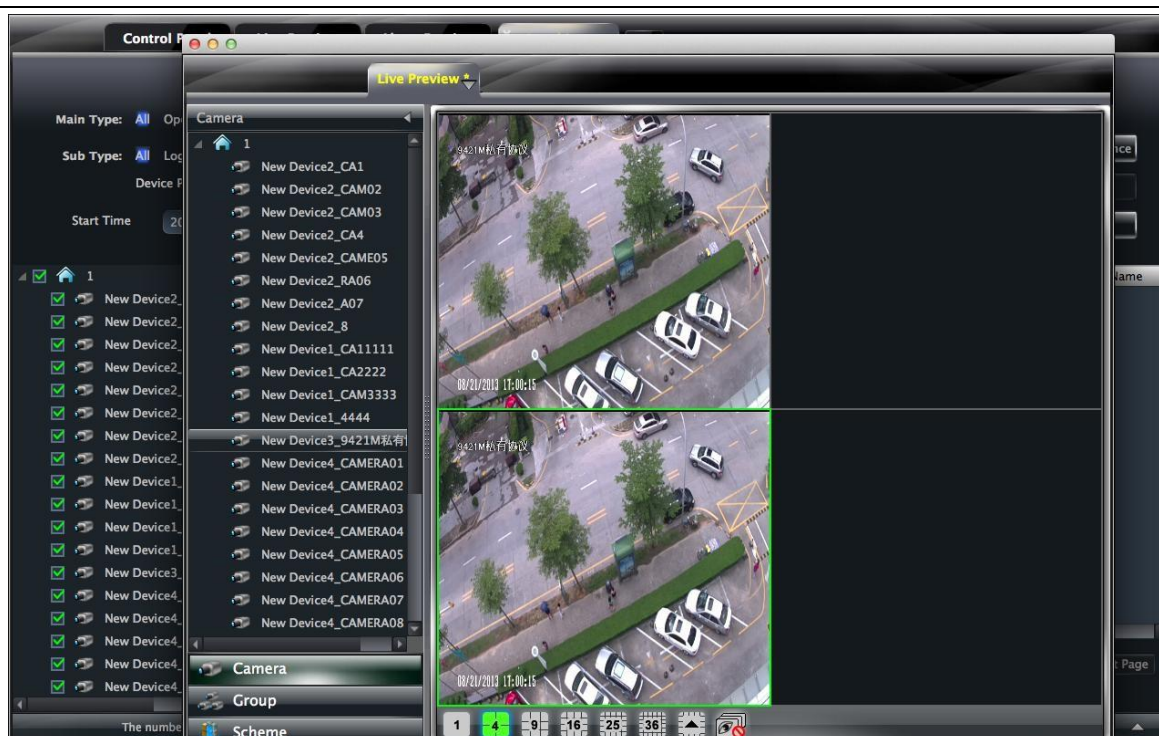 Control P
Live Preview *
Main Type: All Ope
Sub Type: All Log
Device P
Start Time 20
1
New Device2_
New Device2_
New Device2_
New Device2_
New Device2_
New Device2_
New Device2_
New Device2_
New Device1_
New Device1_
New Device1_
New Device1_
New Device3_
New Device4_
New Device4_
New Device4_
New Device4_
New Device4_
The numbe
Camera
1
New Device2_CA1
New Device2_CAM02
New Device2_CAM03
New Device2_CA4
New Device2_CAME05
New Device2_RA06
New Device2_A07
New Device2_8
New Device1_CA11111
New Device1_CA2222
New Device1_CAM3333
New Device1_4444
New Device3_9421M私有
New Device4_CAMERA01
New Device4_CAMERA02
New Device4_CAMERA03
New Device4_CAMERA04
New Device4_CAMERA05
New Device4_CAMERA06
New Device4_CAMERA07
New Device4_CAMERA08
Camera
Group
Scheme
9421M私有协议
08/21/2013 17:00:15
9421M私有协议
08/21/2013 17:00:15
1 4 9 16 25 36
nce
Name
t Page